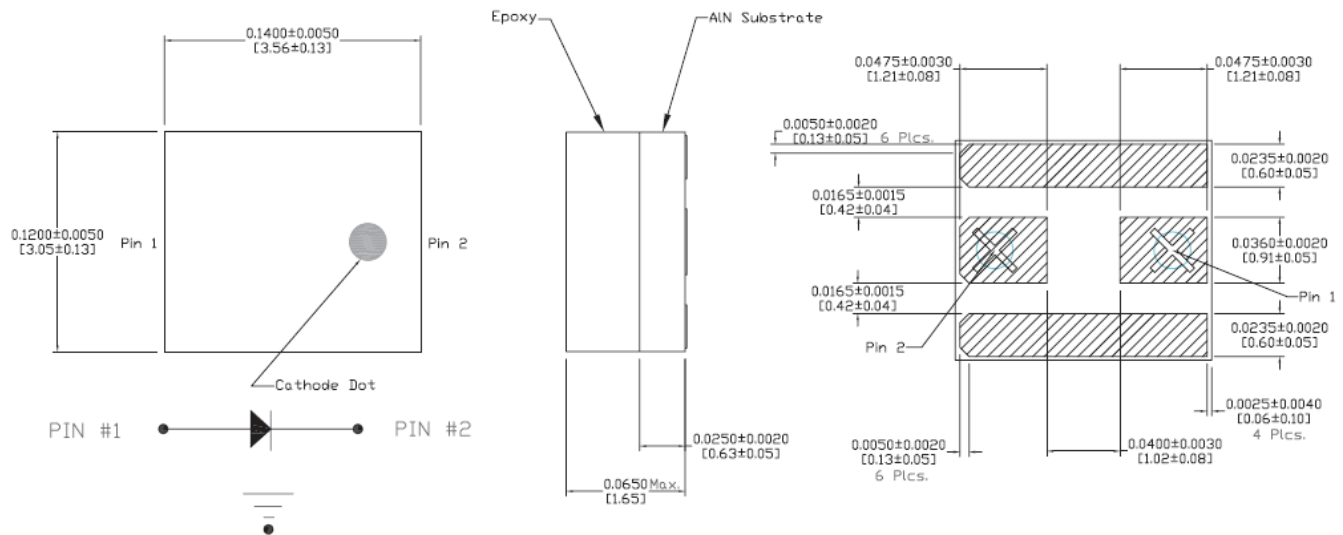 0.1400±0.0050
[3.56±0.13]
0.1200±0.0050
[3.05±0.13]
Pin 1
Pin 2
Cathode Dot
PIN #1
PIN #2
Epoxy
AlN Substrate
0.0250±0.0020
[0.63±0.05]
0.0650 Max.
[1.65]
0.0475±0.0030
[1.21±0.08]
0.0475±0.0030
[1.21±0.08]
0.0050±0.0020
[0.13±0.05] 6 Plcs.
0.0235±0.0020
[0.60±0.05]
0.0165±0.0015
[0.42±0.04]
0.0360±0.0020
[0.91±0.05]
0.0165±0.0015
[0.42±0.04]
Pin 1
Pin 2
0.0235±0.0020
[0.60±0.05]
0.0025±0.0040
[0.06±0.10]
4 Plcs.
0.0050±0.0020
[0.13±0.05]
6 Plcs.
0.0400±0.0030
[1.02±0.08]